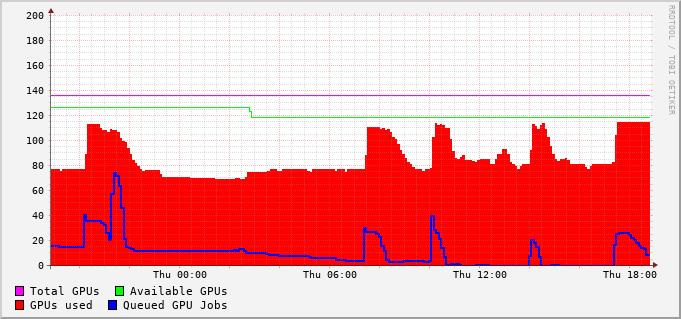 RRDTOOL / TOBI OETIKER
200
180
160
140
120
100
80
60
40
20
0
Thu 00:00 Thu 06:00 Thu 12:00 Thu 18:00
Total GPUs Available GPUs
GPUs used Queued GPU Jobs